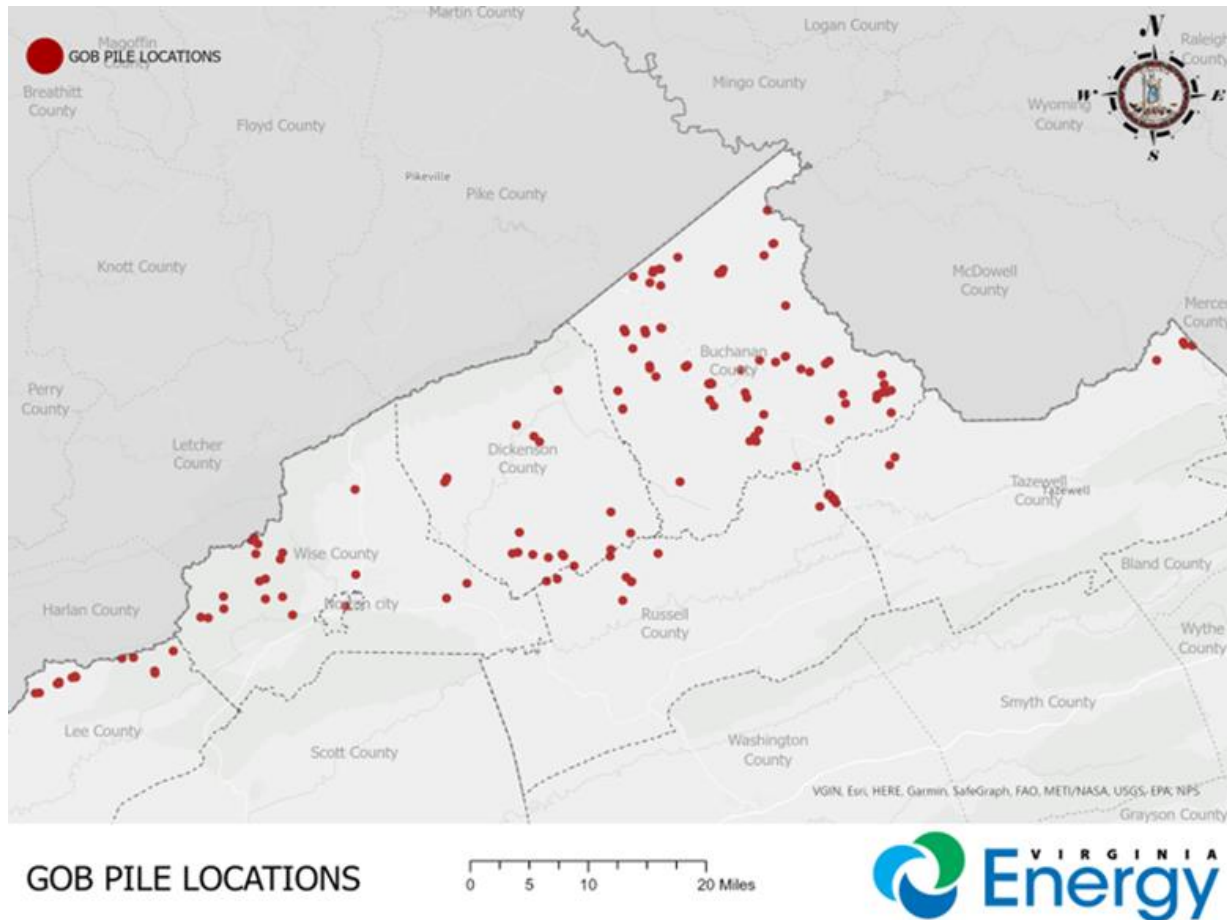 Martin County
Logan County
N
Magoffin
County
GOB PILE LOCATIONS
Raleigh
County
Mingo County
Breathitt
County
W
E
Wyoming
County
Floyd County
S
Pikeville
Pike County
Knott County
McDowell
County
Mercer
County
Buchanan
County
Perry
County
Letcher
County
Dickenson
County
Tazewell
County
Tazewell
Wise County
Bland County
Harlan County
Norton city
Russell
County
Wythe
County
Smyth County
Lee County
Scott County
Washington
County
VGIN, Esri, HERE, Garmin, SafeGraph, FAO, METI/NASA, USGS, EPA, NPS
Grayson County
GOB PILE LOCATIONS
0 5 10 20 Miles
VIRGINIA
Energy